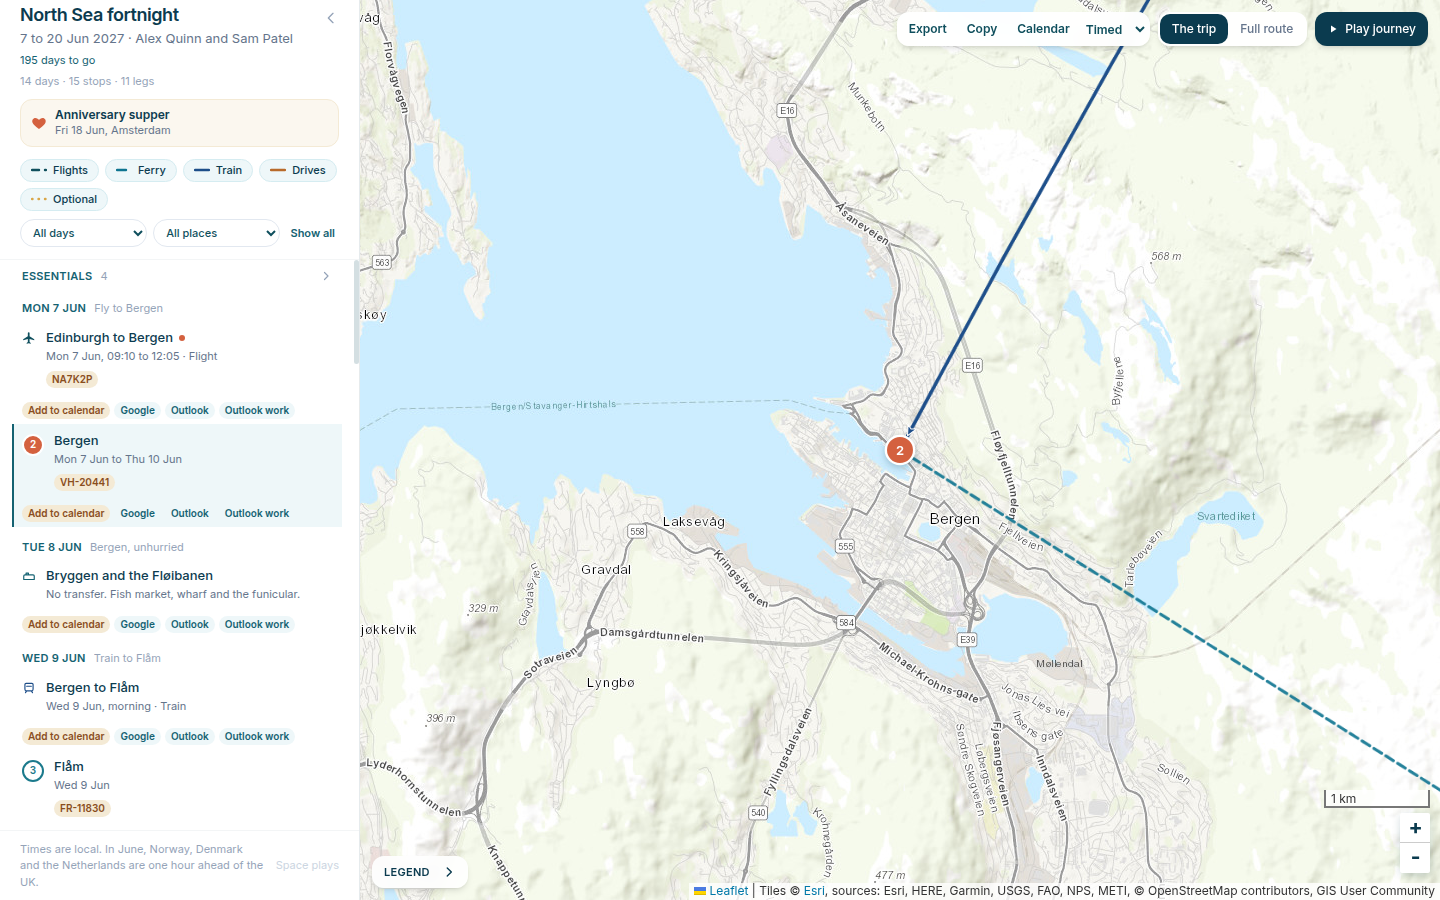 North Sea fortnight
7 to 20 Jun 2027 · Alex Quinn and Sam Patel
195 days to go
14 days · 15 stops · 11 legs
Anniversary supper
Fri 18 Jun, Amsterdam
Flights
Ferry
Train
Drives
Optional
All days
All places
Show all
ESSENTIALS 4
MON 7 JUN Fly to Bergen
Edinburgh to Bergen
Mon 7 Jun, 09:10 to 12:05 · Flight
NA7K2P
Add to calendar Google Outlook Outlook work
2 Bergen
Mon 7 Jun to Thu 10 Jun
VH-20441
Add to calendar Google Outlook Outlook work
TUE 8 JUN Bergen, unhurried
Bryggen and the Fløibanen
No transfer. Fish market, wharf and the funicular.
Add to calendar Google Outlook Outlook work
WED 9 JUN Train to Flåm
Bergen to Flåm
Wed 9 Jun, morning · Train
Add to calendar Google Outlook Outlook work
3 Flåm
Wed 9 Jun
FR-11830
Times are local. In June, Norway, Denmark
and the Netherlands are one hour ahead of the
UK.
Space plays
Export
Copy
Calendar
Timed
The trip
Full route
Play journey
våg
Florvågvegen
E16
Munkebotn
Åsaneveien
563
568 m
skøy
E16
Byfjellene
Bergen/Stavanger-Hirtshals
2
Fløyfjelltunnelen
Bergen
Svartediket
Laksevåg
558
555
Fjellveien
Tarlebøveien
Gravdal
Kringsjåveien
329 m
584
jøkkelvik
Damsgårdtunnelen
E39
Sotraveien
Møllendal
Michael-Krohns-gate
Lyngbø
Jonas Lies vei
Ibsens gate
396 m
Søndre Skogveien
Løbergsveien
Fjøsangerveien
Inndalsveien
Fyllingsdalsveien
Lyderhornstunnelen
Sollien
540
Krohnegården
477 m
1 km
+
-
LEGEND
Leaflet | Tiles © Esri, sources: Esri, HERE, Garmin, USGS, FAO, NPS, METI, © OpenStreetMap contributors, GIS User Community